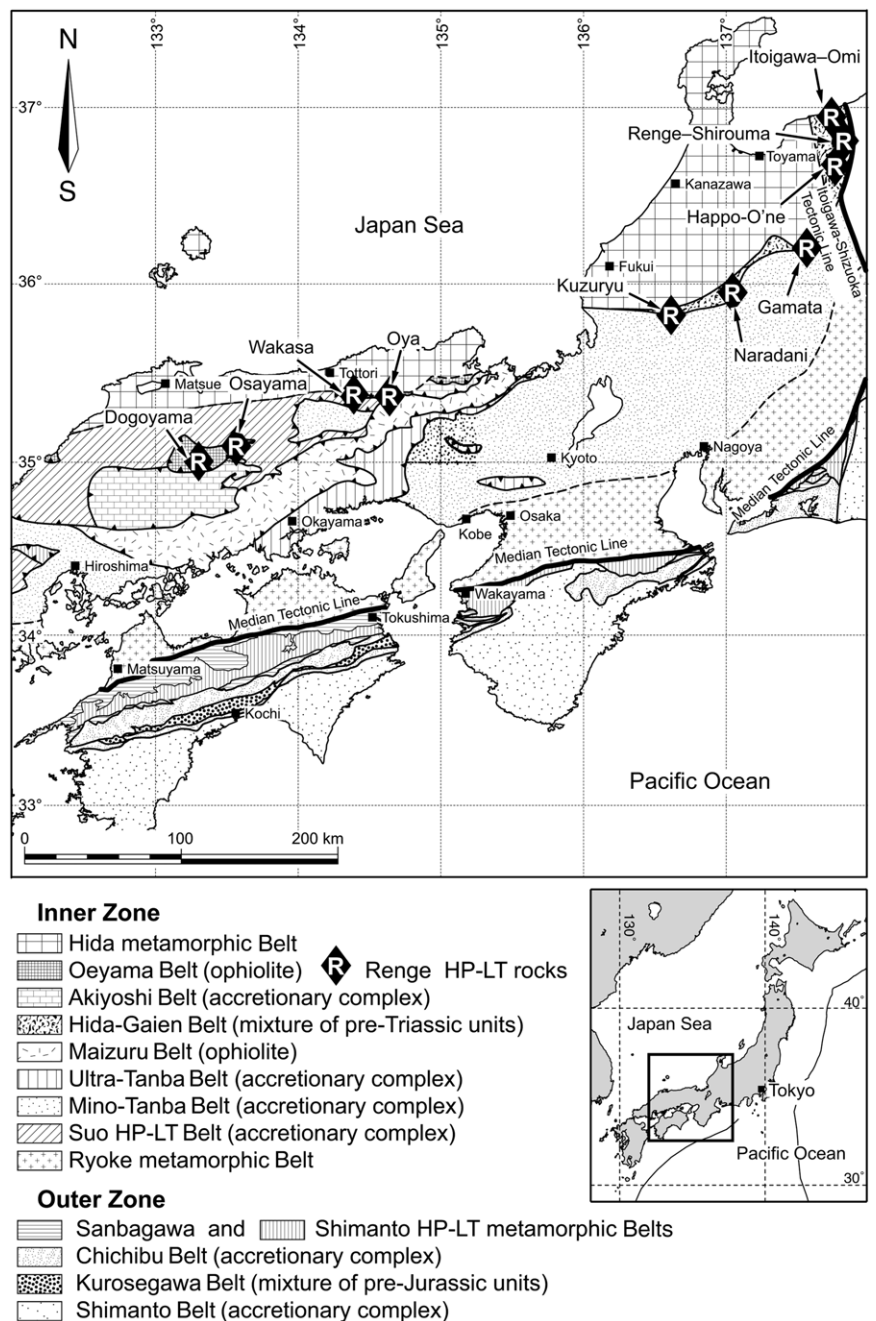 133°
134°
135°
136°
137°
N
S
Itoigawa–Omi
37°
Renge–Shirouma
Toyama
Kanazawa
Happo-O'ne
Itoigawa-Shizuoka
Tectonic Line
Japan Sea
36°
Fukui
Kuzuryu
Gamata
Naradani
Wakasa
Oya
Tottori
Matsue
Osayama
Dogoyama
35°
Kyoto
Nagoya
Median Tectonic Line
Okayama
Kobe
Osaka
Hiroshima
Median Tectonic Line
Wakayama
Median Tectonic Line
Tokushima
34°
Matsuyama
Kochi
Pacific Ocean
33°
0 100 200 km
R
R
R
R
R
R
R
R
R
R
Inner Zone
Hida metamorphic Belt
Oeyama Belt (ophiolite) R Renge HP-LT rocks
Akiyoshi Belt (accretionary complex)
Hida-Gaien Belt (mixture of pre-Triassic units)
Maizuru Belt (ophiolite)
Ultra-Tanba Belt (accretionary complex)
Mino-Tanba Belt (accretionary complex)
Suo HP-LT Belt (accretionary complex)
Ryoke metamorphic Belt
Outer Zone
Sanbagawa and Shimanto HP-LT metamorphic Belts
Chichibu Belt (accretionary complex)
Kurosegawa Belt (mixture of pre-Jurassic units)
Shimanto Belt (accretionary complex)
130°
140°
40°
Japan Sea
Tokyo
Pacific Ocean
30°